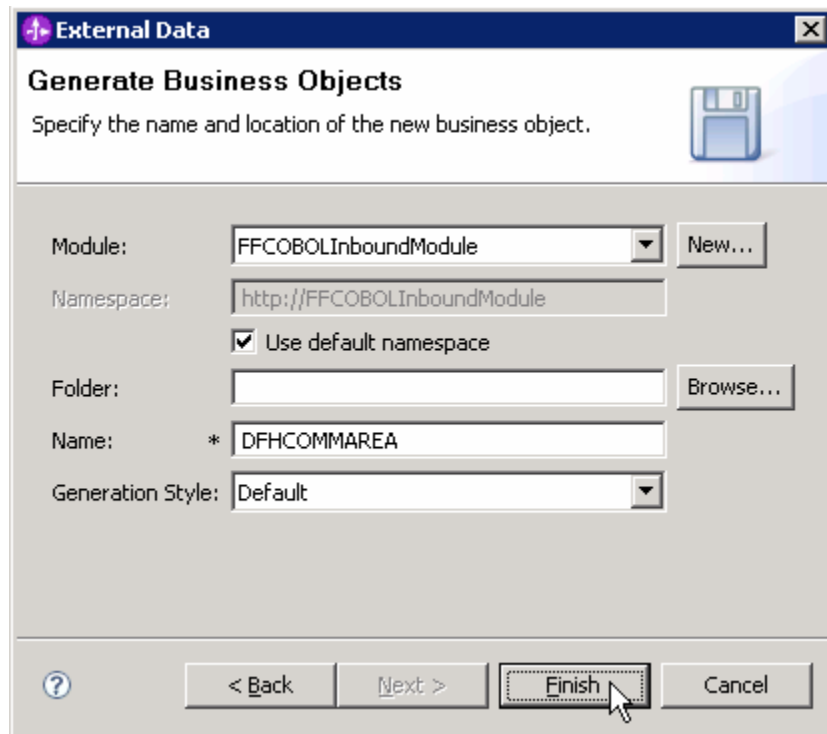 External Data
Generate Business Objects
Specify the name and location of the new business object.
Module: FFCOBOLInboundModule New...
Namespace: http://FFCOBOLInboundModule
Use default namespace
Folder: Browse...
Name: * DFHCOMMAREA
Generation Style: Default
? < Back Next > Finish Cancel